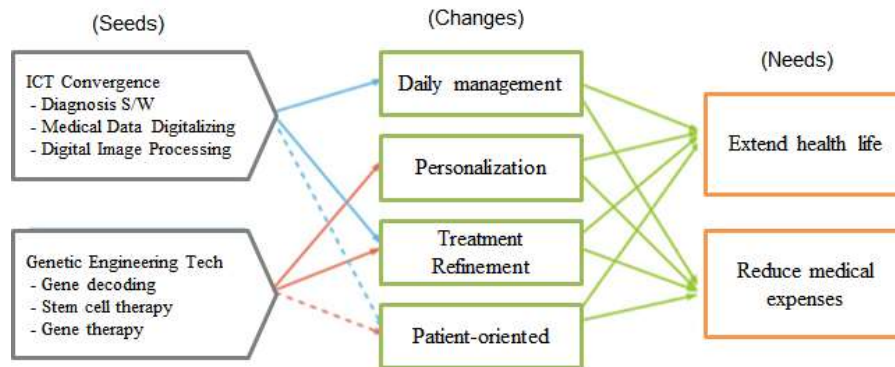 (Seeds)
(Changes)
(Needs)
ICT Convergence
- Diagnosis S/W
- Medical Data Digitalizing
- Digital Image Processing
Genetic Engineering Tech
- Gene decoding
- Stem cell therapy
- Gene therapy
Daily management
Personalization
Treatment
Refinement
Patient-oriented
Extend health life
Reduce medical
expenses